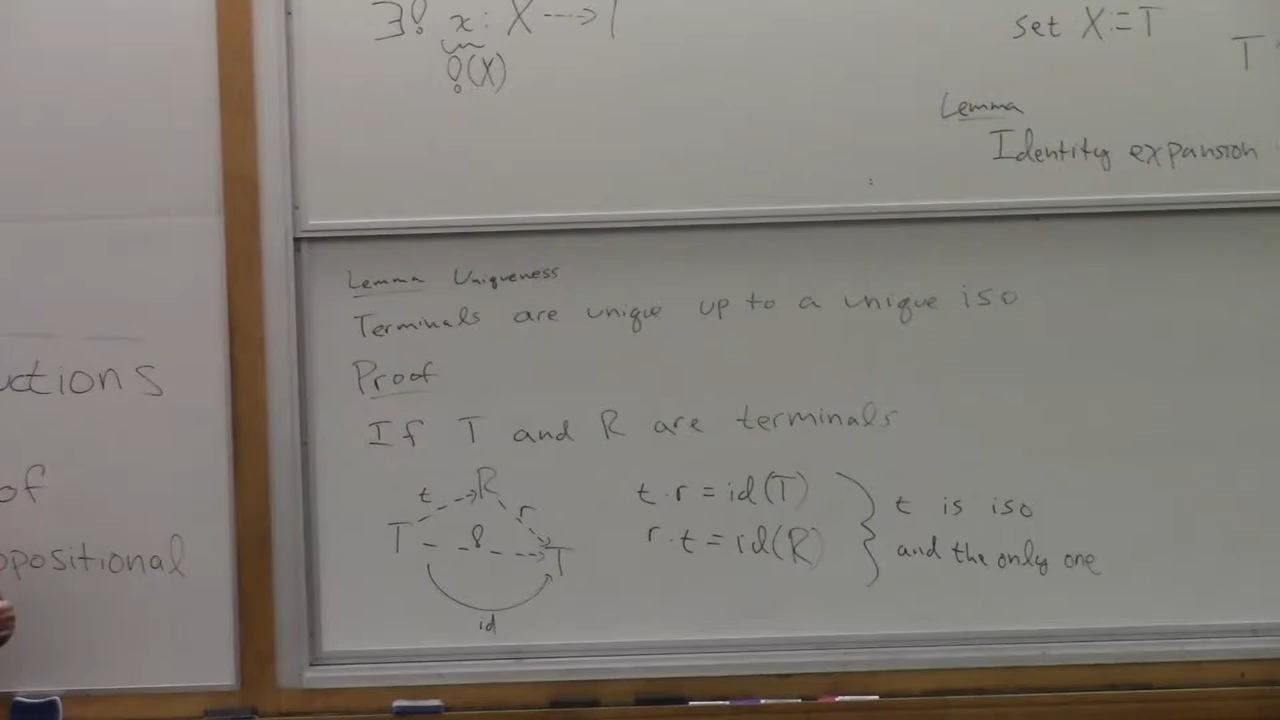 ∃! x : X ⇢ 1
!(X)
set X := T
T
Lemma
Identity expansion
Lemma Uniqueness
Terminals are unique up to a unique iso
Proof
If T and R are terminals
t R r
T ! T
id
t · r = id(T)
r · t = id(R)
t is iso
and the only one
uctions
of
opositional